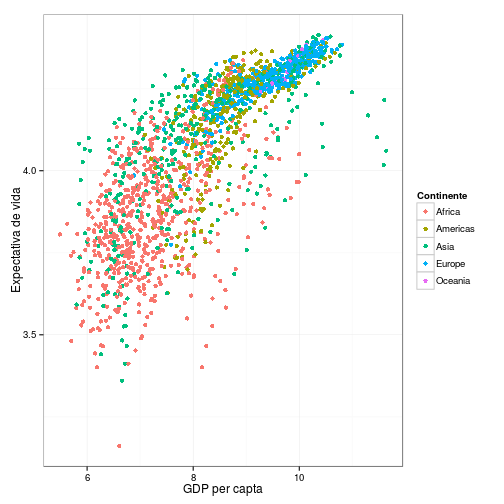 4.0
3.5
Expectativa de vida
6
8
10
GDP per capta
Continente
Africa
Americas
Asia
Europe
Oceania